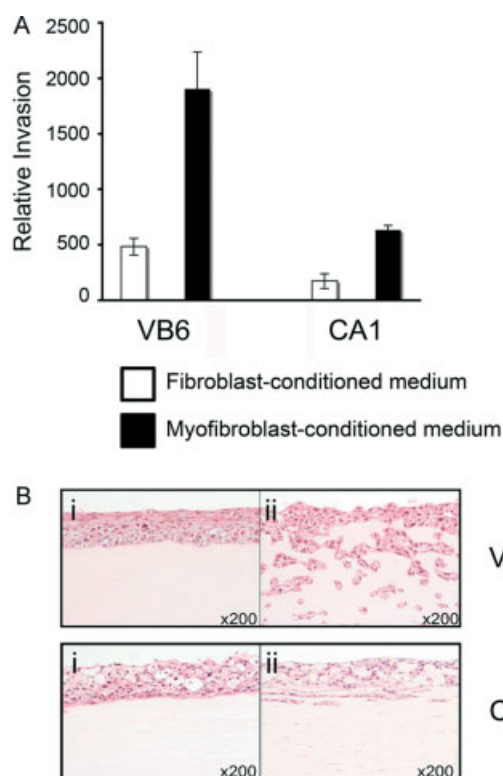 A
Relative Invasion
2500
2000
1500
1000
500
0
VB6 CA1
Fibroblast-conditioned medium
Myofibroblast-conditioned medium
B
i ii
x200 x200
V
i ii
x200 x200
C